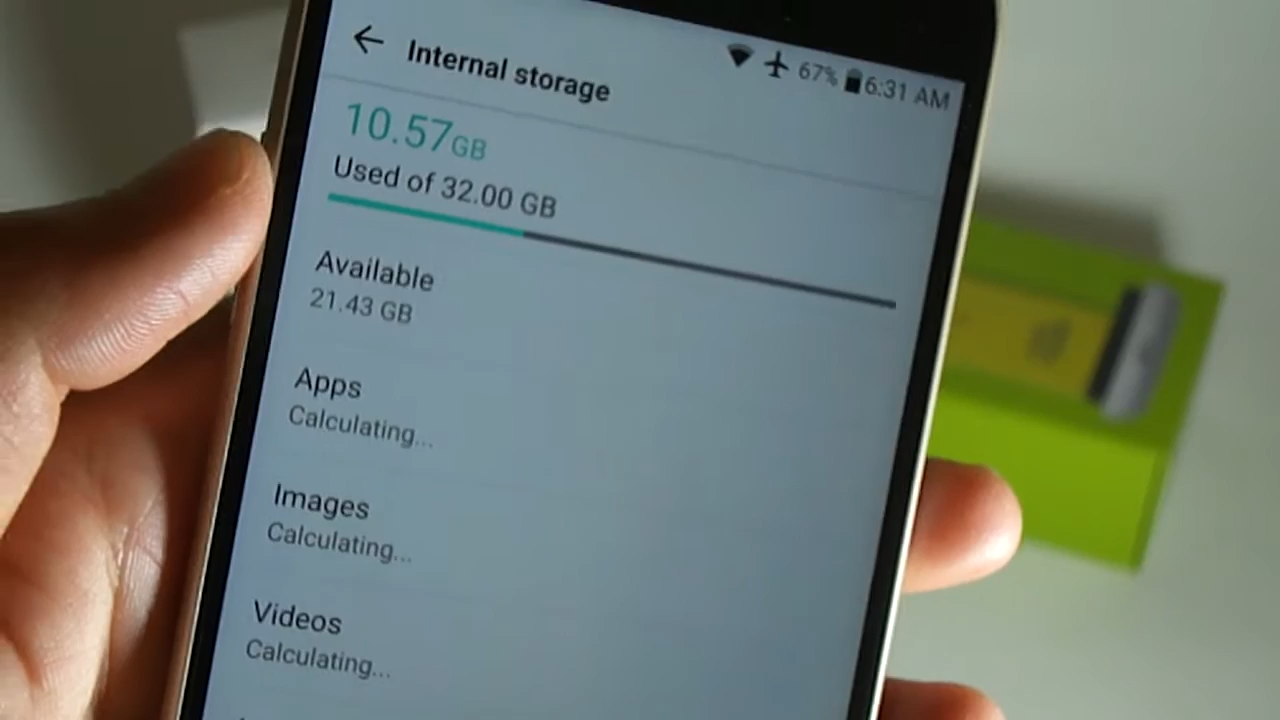 Internal storage
67% 6:31 AM
10.57GB
Used of 32.00 GB
Available
21.43 GB
Apps
Calculating...
Images
Calculating...
Videos
Calculating...